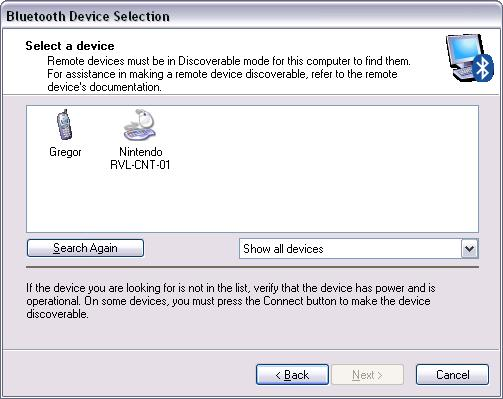 Bluetooth Device Selection
Select a device
Remote devices must be in Discoverable mode for this computer to find them.
For assistance in making a remote device discoverable, refer to the remote
device's documentation.
Gregor
Nintendo
RVL-CNT-01
Search Again
Show all devices
If the device you are looking for is not in the list, verify that the device has power and is
operational. On some devices, you must press the Connect button to make the device
discoverable.
< Back
Next >
Cancel